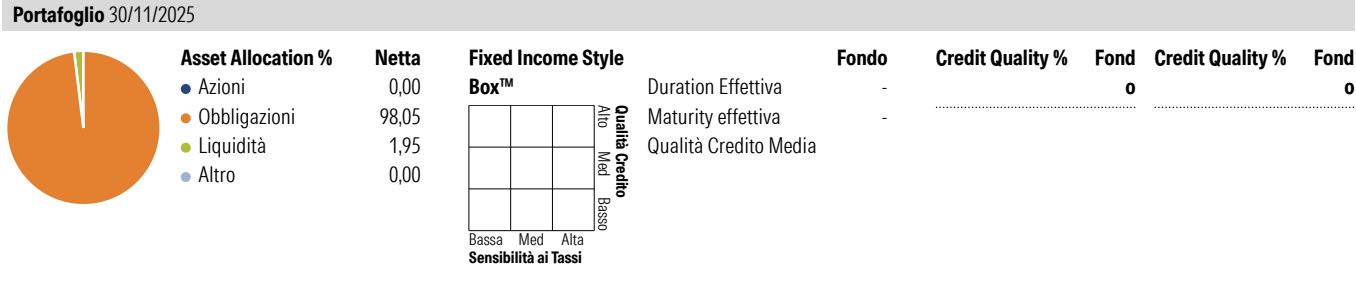 Portafoglio 30/11/2025
Asset Allocation % Netta
Azioni 0,00
Obbligazioni 98,05
Liquidità 1,95
Altro 0,00
Fixed Income Style
Box™
Alto Med Basso
Qualità Credito
Bassa Med Alta
Sensibilità ai Tassi
Fondo
Duration Effettiva -
Maturity effettiva -
Qualità Credito Media
Credit Quality % Fond
o
Credit Quality % Fond
o